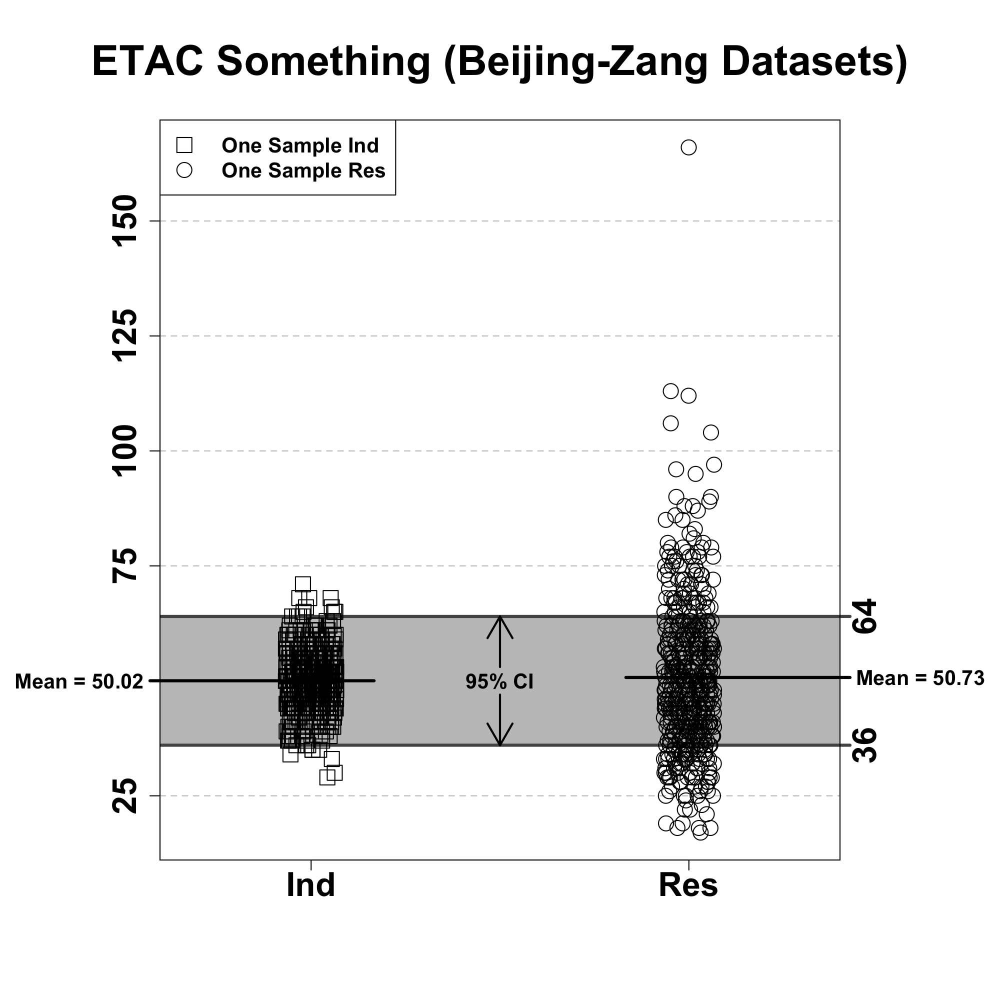 ETAC Something (Beijing-Zang Datasets)
One Sample Ind
One Sample Res
150
125
100
75
25
64
36
Mean = 50.02
95% CI
Mean = 50.73
Ind
Res